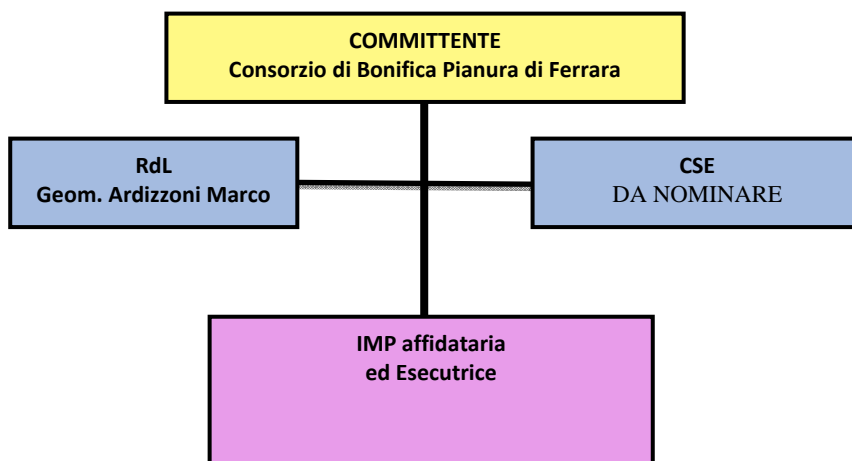 COMMITTENTE
Consorzio di Bonifica Pianura di Ferrara
RdL
Geom. Ardizzoni Marco
CSE
DA NOMINARE
IMP affidataria
ed Esecutrice